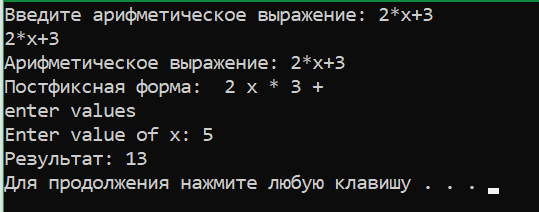 Введите арифметическое выражение: 2*x+3
2*x+3
Арифметическое выражение: 2*x+3
Постфиксная форма:  2 x * 3 +
enter values
Enter value of x: 5
Результат: 13
Для продолжения нажмите любую клавишу . . .